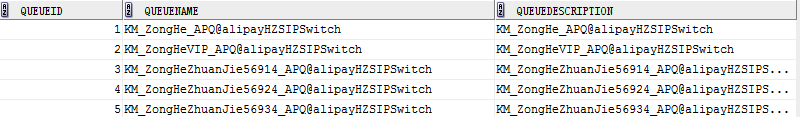 QUEUEID QUEUENAME QUEUEDESCRIPTION
1 KM_ZongHe_APQ@alipayHZSIPSwitch KM_ZongHe_APQ@alipayHZSIPSwitch
2 KM_ZongHeVIP_APQ@alipayHZSIPSwitch KM_ZongHeVIP_APQ@alipayHZSIPSwitch
3 KM_ZongHeZhuanJie56914_APQ@alipayHZSIPSwitch KM_ZongHeZhuanJie56914_APQ@alipayHZSIPS...
4 KM_ZongHeZhuanJie56924_APQ@alipayHZSIPSwitch KM_ZongHeZhuanJie56924_APQ@alipayHZSIPS...
5 KM_ZongHeZhuanJie56934_APQ@alipayHZSIPSwitch KM_ZongHeZhuanJie56934_APQ@alipayHZSIPS...